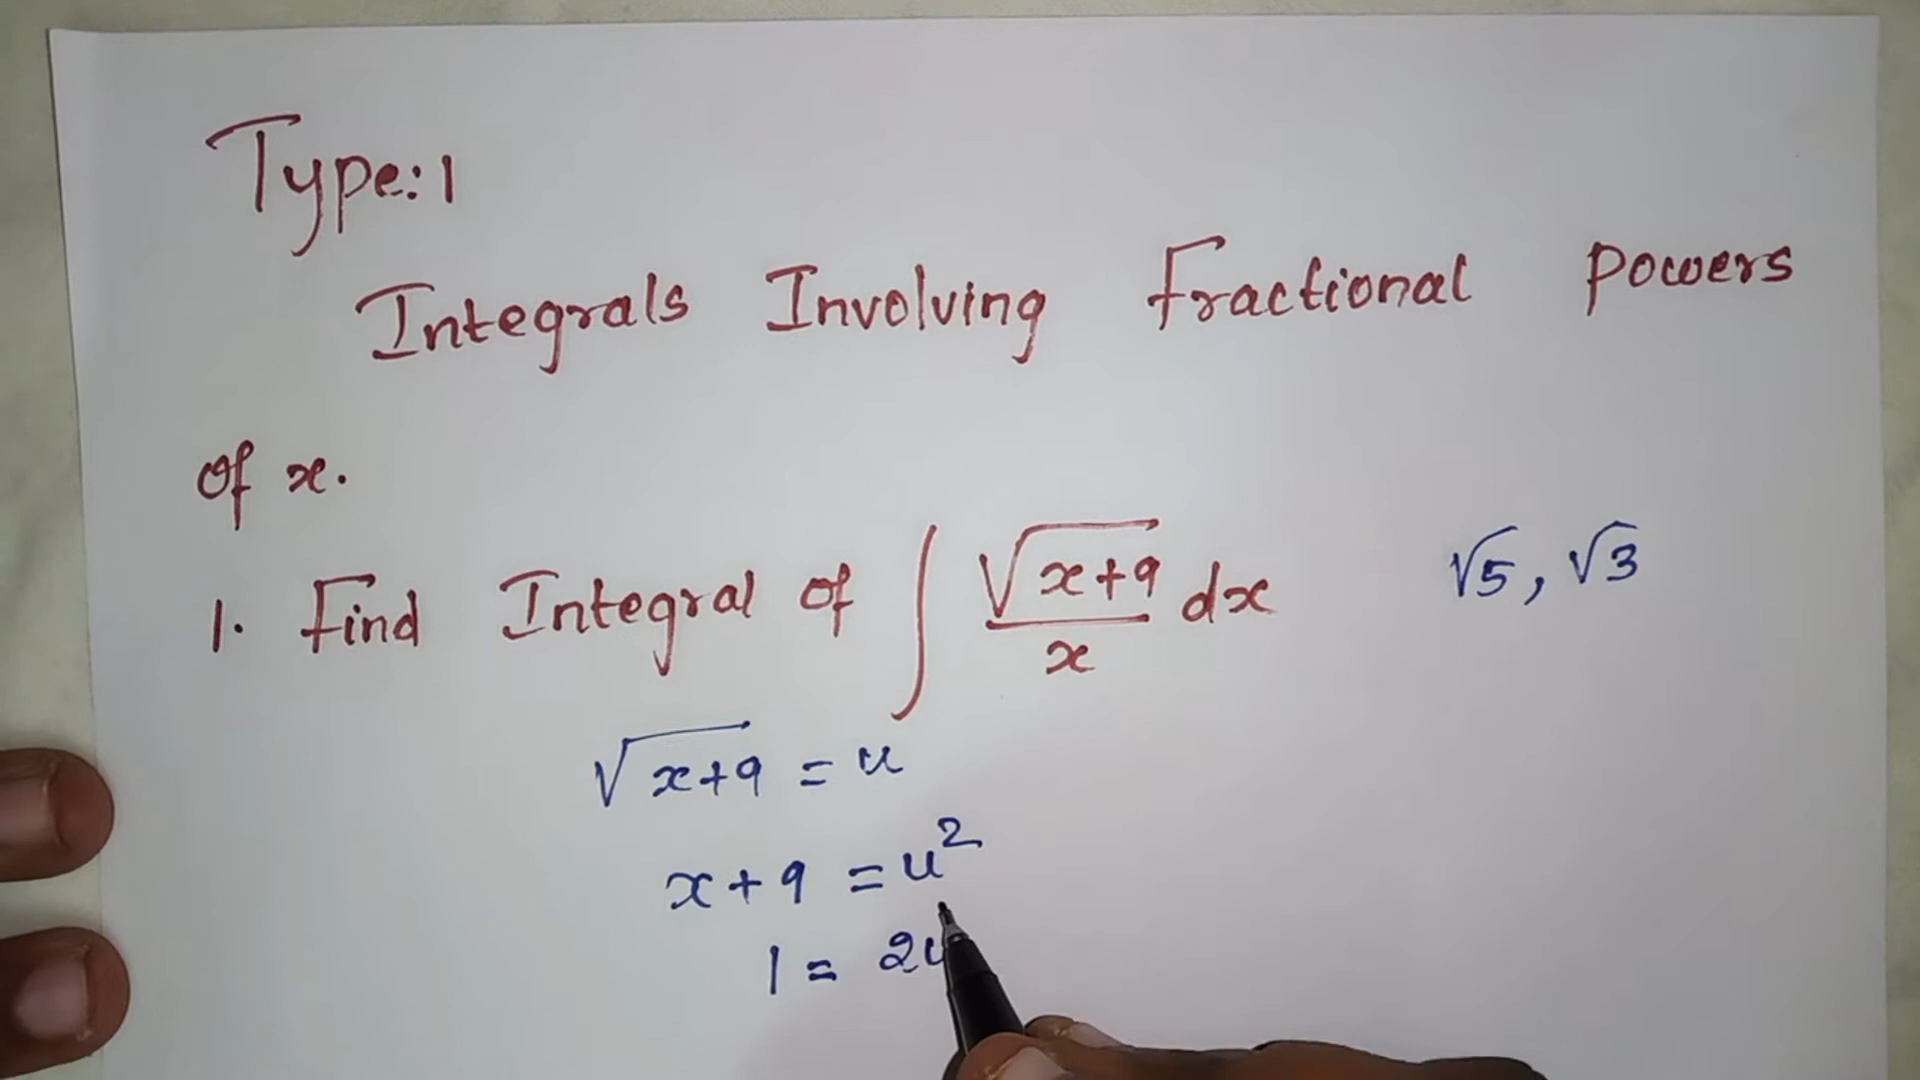 Type: 1
Integrals Involving Fractional Powers
of x.
1. Find Integral of ∫ √(x+9)/x dx √5, √3
√(x+9) = u
x+9 = u²
1 = 2u